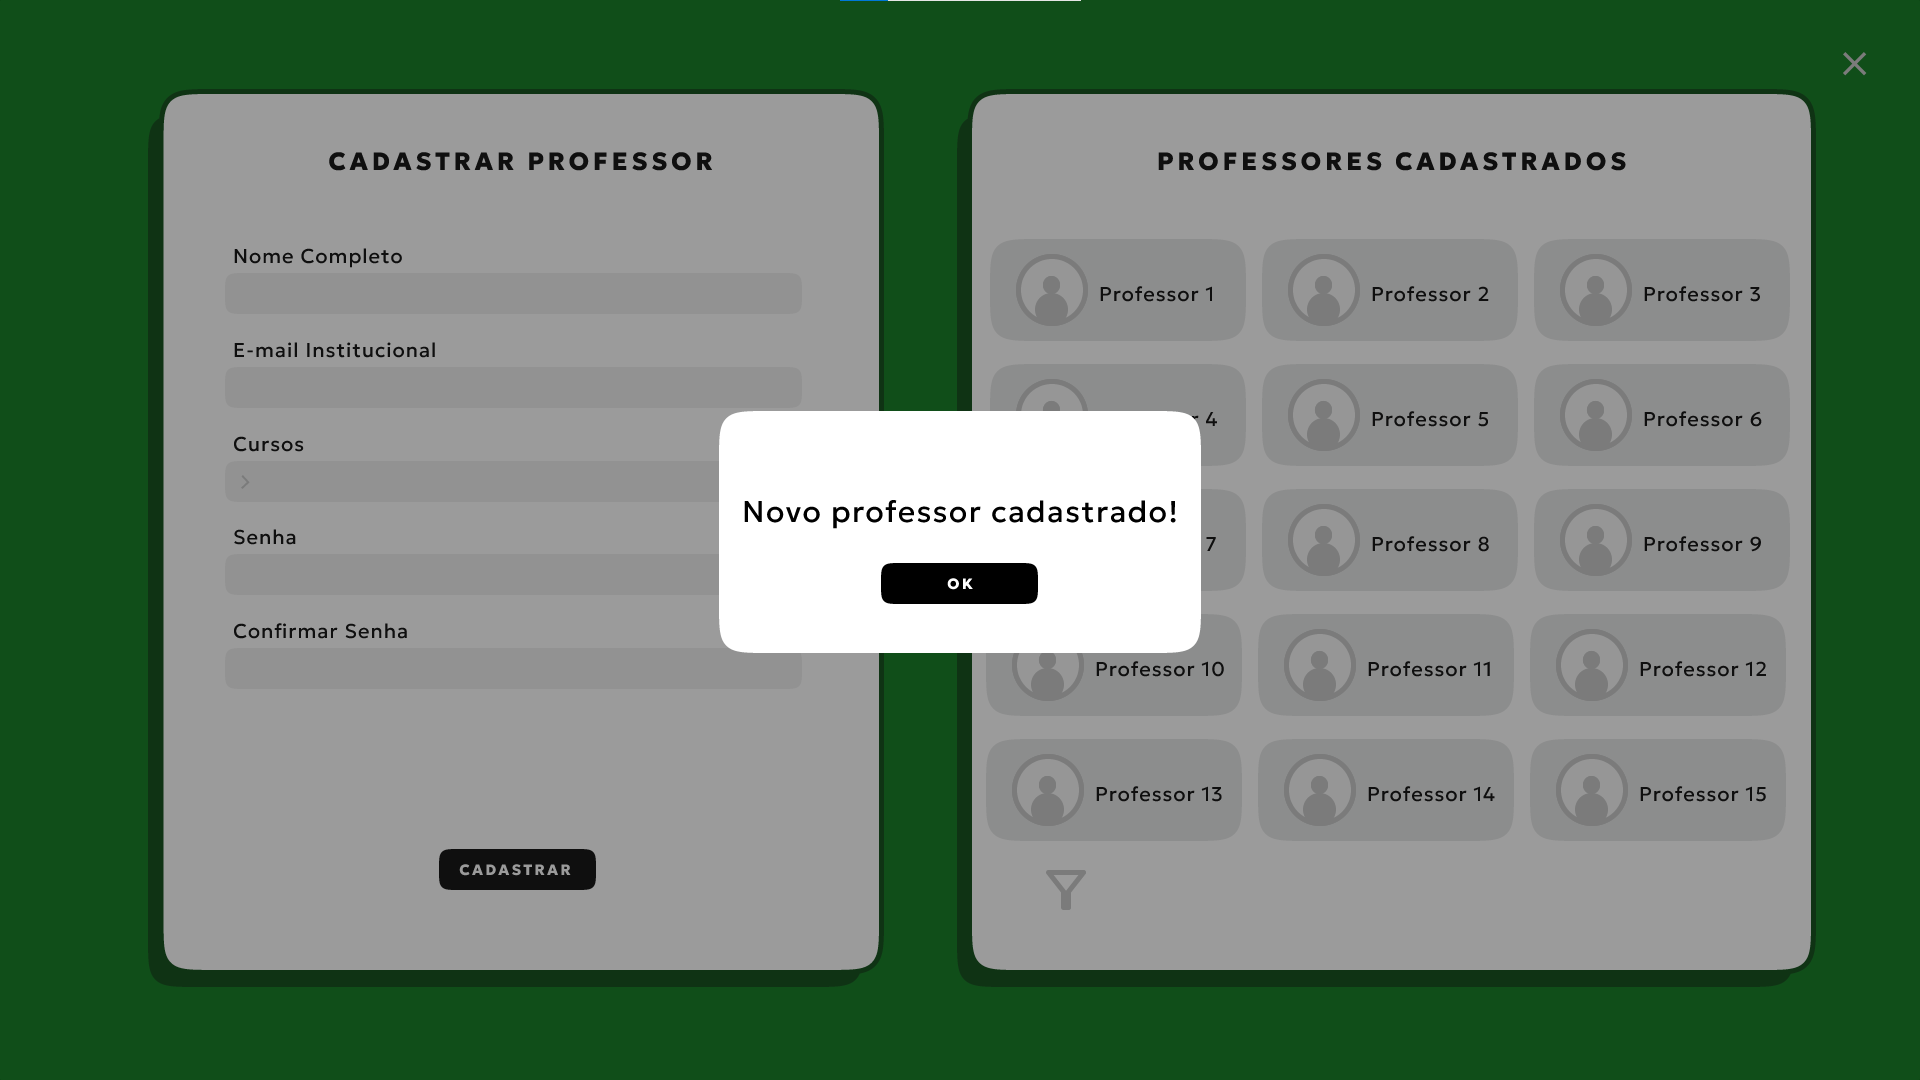 CADASTRAR PROFESSOR
Nome Completo
E-mail Institucional
Cursos
Senha
Confirmar Senha
CADASTRAR
PROFESSORES CADASTRADOS
Professor 1
Professor 2
Professor 3
4
Professor 5
Professor 6
7
Professor 8
Professor 9
Professor 10
Professor 11
Professor 12
Professor 13
Professor 14
Professor 15
Novo professor cadastrado!
OK